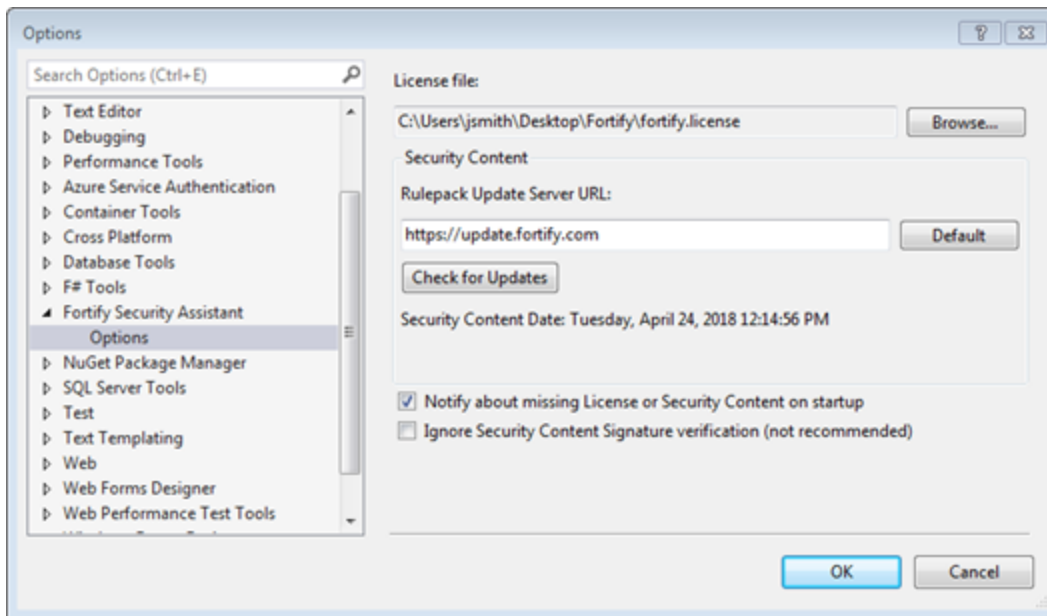 Options
Search Options (Ctrl+E)
Text Editor
Debugging
Performance Tools
Azure Service Authentication
Container Tools
Cross Platform
Database Tools
F# Tools
Fortify Security Assistant
Options
NuGet Package Manager
SQL Server Tools
Test
Text Templating
Web
Web Forms Designer
Web Performance Test Tools
License file:
C:\Users\jsmith\Desktop\Fortify\fortify.license
Browse...
Security Content
Rulepack Update Server URL:
https://update.fortify.com
Default
Check for Updates
Security Content Date: Tuesday, April 24, 2018 12:14:56 PM
Notify about missing License or Security Content on startup
Ignore Security Content Signature verification (not recommended)
OK
Cancel